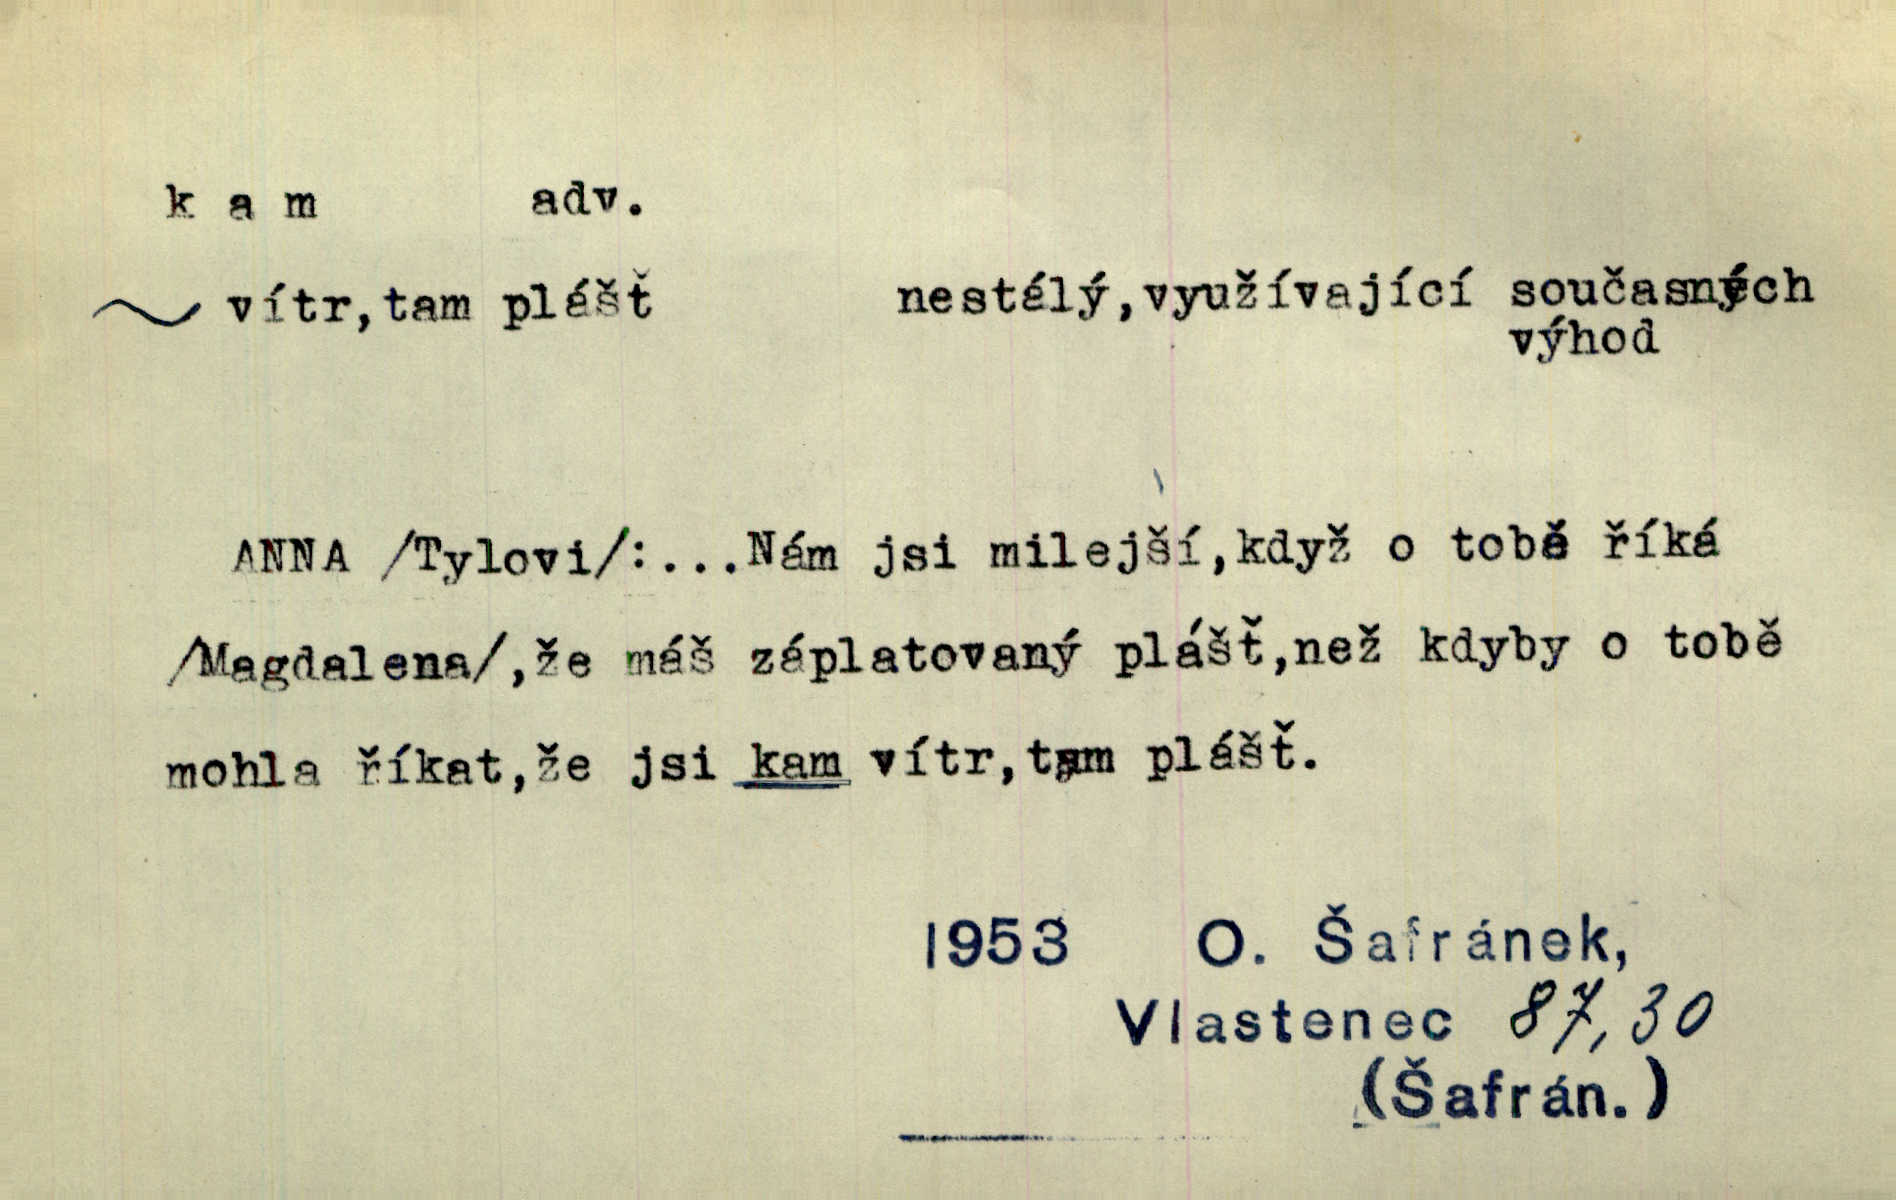 kam adv.
~ vítr,tam plášť nestálý,využívající současných
výhod
ANNA /Tylovi/:...Nám jsi milejší,když o tobě říká
/Magdalena/,že máš záplatovaný plášť,než kdyby o tobě
mohla říkat,že jsi kam vítr,tam plášť.
1953 O. Šafránek,
Vlastenec 87,30
(Šafrán.)